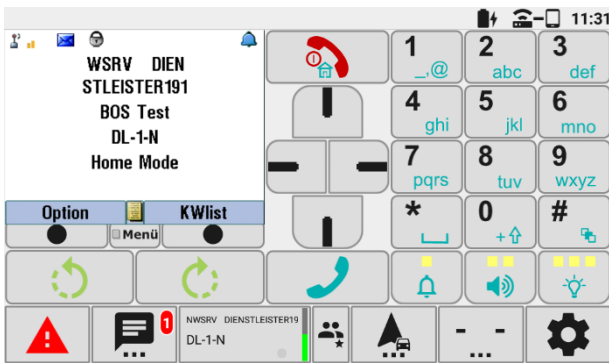 11:31
WSRV DIEN
STLEISTER191
BOS Test
DL-1-N
Home Mode
Option KWlist
Menü
1 _,@
2 abc
3 def
4 ghi
5 jkl
6 mno
7 pqrs
8 tuv
9 wxyz
*
0 +
#
1
NWSRV DIENSTLEISTER19
DL-1-N
- -